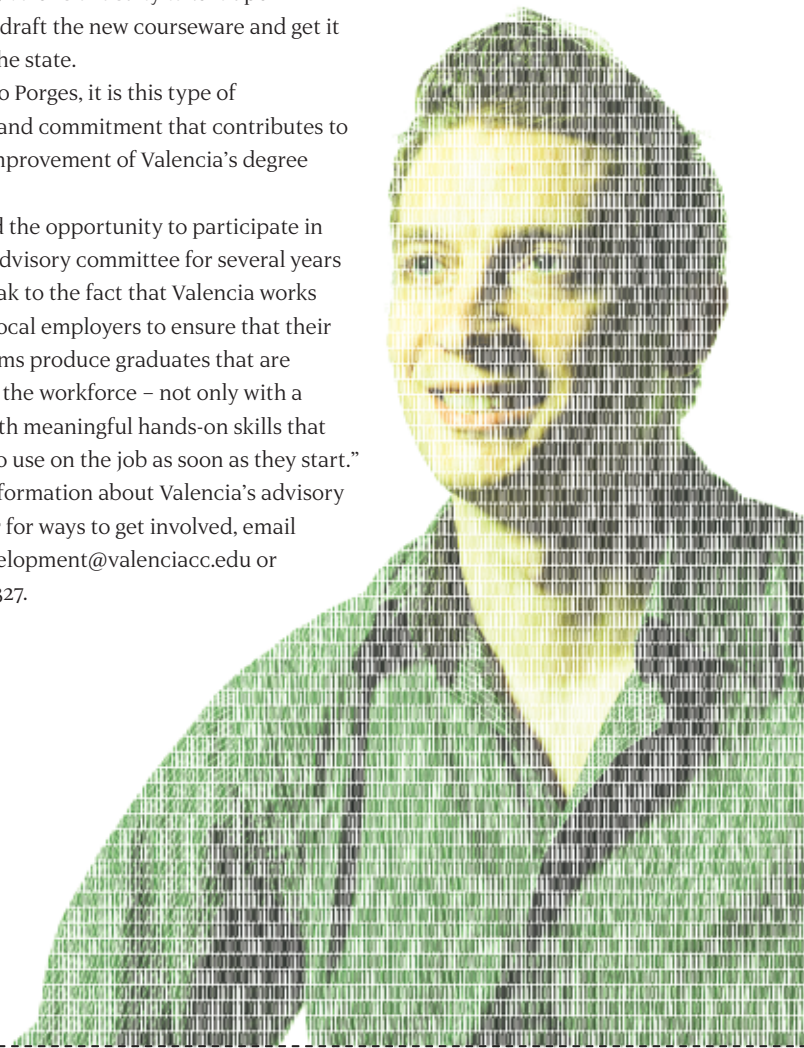 draft the new courseware and get it
he state.
o Porges, it is this type of
and commitment that contributes to
mprovement of Valencia's degree
d the opportunity to participate in
dvisory committee for several years
ak to the fact that Valencia works
ocal employers to ensure that their
ms produce graduates that are
the workforce – not only with a
th meaningful hands-on skills that
o use on the job as soon as they start."
formation about Valencia's advisory
for ways to get involved, email
elopment@valenciacc.edu or
327.